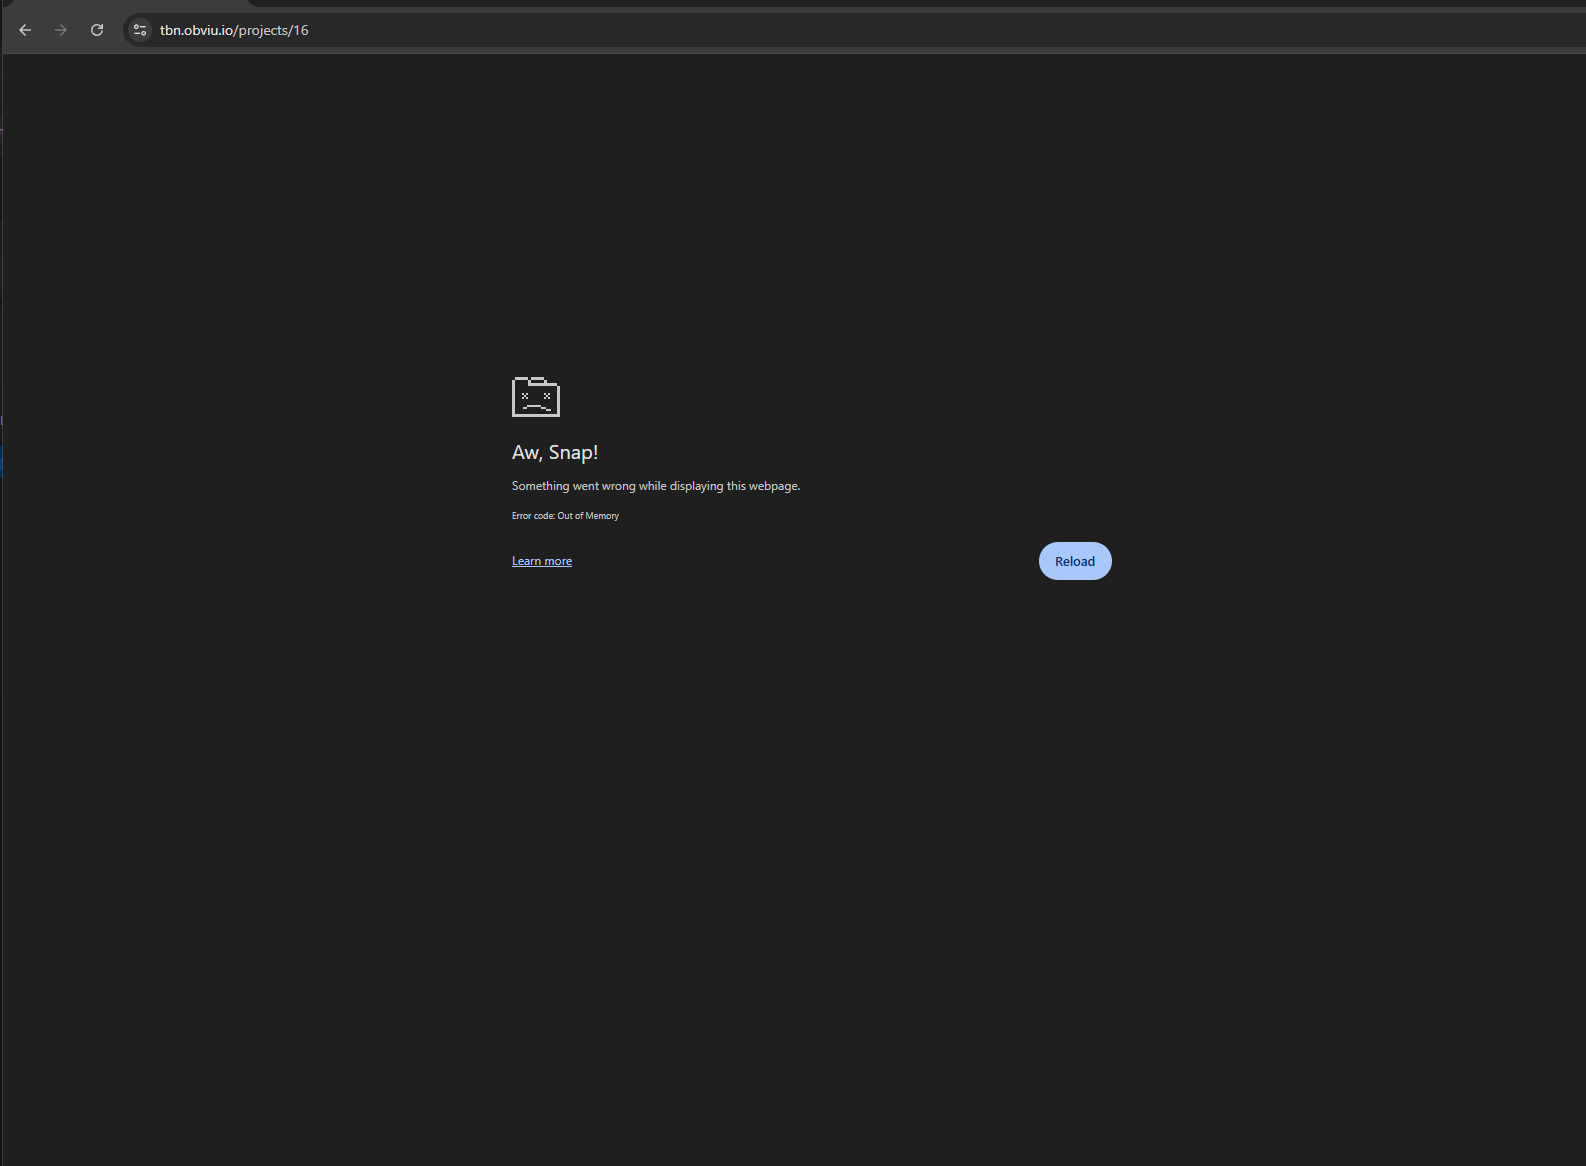 tbn.obviu.io/projects/16
Aw, Snap!
Something went wrong while displaying this webpage.
Error code: Out of Memory
Learn more
Reload